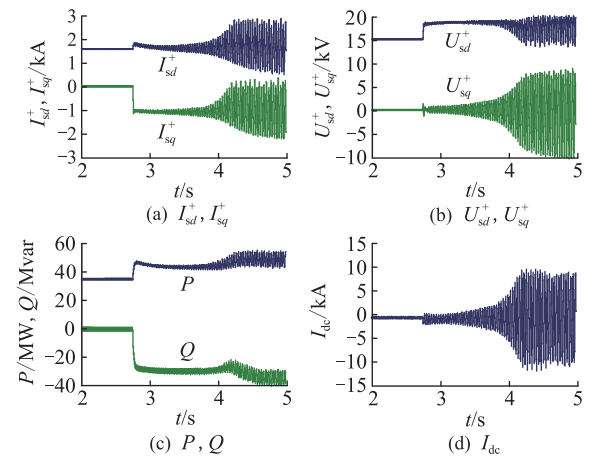 I⁺sd, I⁺sq/kA
3
2
1
0
−1
−2
−3
I⁺sd
I⁺sq
2 3 4 5
t/s
(a) I⁺sd, I⁺sq
U⁺sd, U⁺sq/kV
20
15
10
5
0
−5
−10
U⁺sd
U⁺sq
2 3 4 5
t/s
(b) U⁺sd, U⁺sq
P/MW, Q/Mvar
60
40
20
0
−20
−40
P
Q
2 3 4 5
t/s
(c) P, Q
Idc/kA
15
10
5
0
−5
−10
−15
2 3 4 5
t/s
(d) Idc